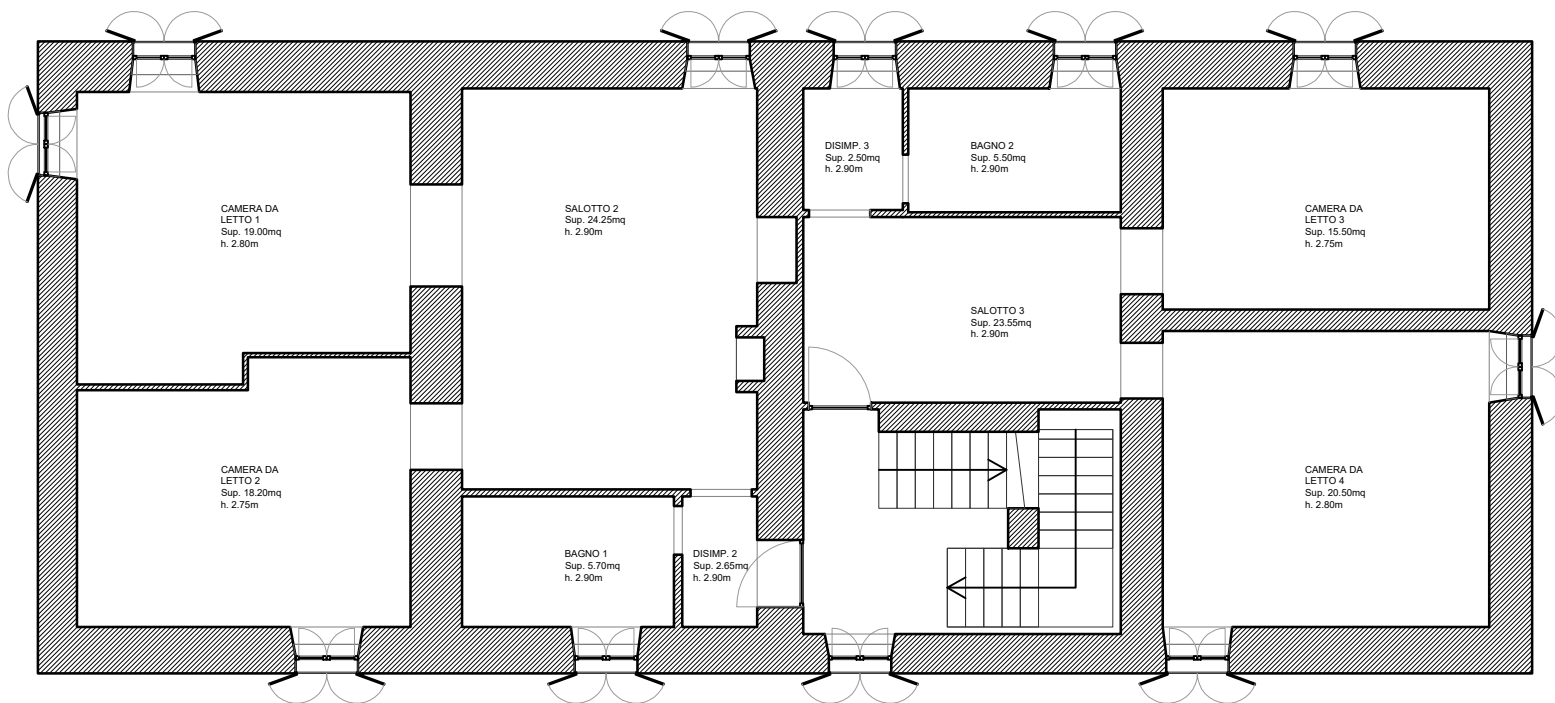 DISIMP. 3
Sup. 2.50mq
h. 2.90m
BAGNO 2
Sup. 5.50mq
h. 2.90m
CAMERA DA
LETTO 1
Sup. 19.00mq
h. 2.80m
SALOTTO 2
Sup. 24.25mq
h. 2.90m
CAMERA DA
LETTO 3
Sup. 15.50mq
h. 2.75m
SALOTTO 3
Sup. 23.55mq
h. 2.90m
CAMERA DA
LETTO 2
Sup. 18.20mq
h. 2.75m
CAMERA DA
LETTO 4
Sup. 20.50mq
h. 2.80m
BAGNO 1
Sup. 5.70mq
h. 2.90m
DISIMP. 2
Sup. 2.65mq
h. 2.90m